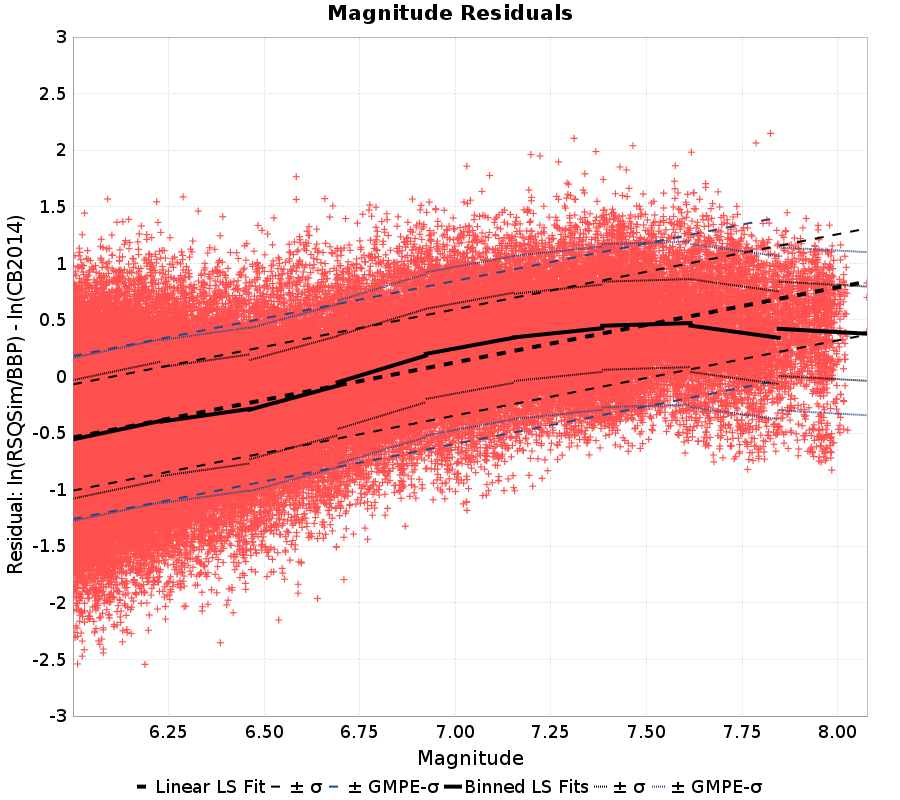 Magnitude Residuals
Residual: ln(RSQSim/BBP) - ln(CB2014)
3
2.5
2
1.5
1
0.5
0
-0.5
-1
-1.5
-2
-2.5
-3
6.25 6.50 6.75 7.00 7.25 7.50 7.75 8.00
Magnitude
Linear LS Fit ± σ ± GMPE-σ Binned LS Fits ± σ ± GMPE-σ